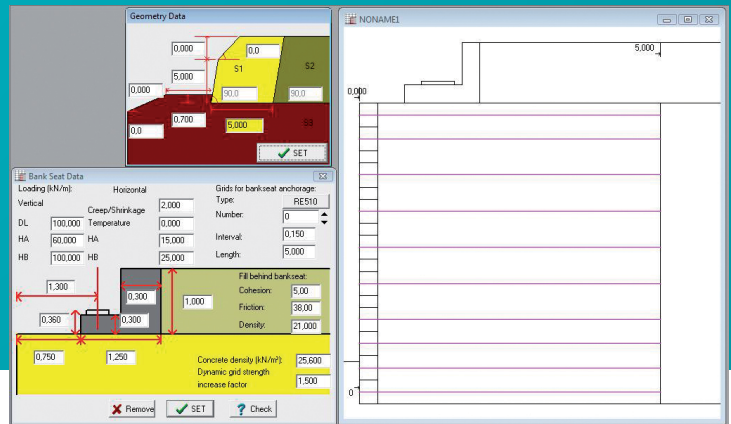 Geometry Data
0,000
0,0
S1
S2
5,000
0,000
90,0
90,0
0,700
5,000
S3
0,0
SET
Bank Seat Data
Loading (kN/m):
Horizontal
Grids for bankseat anchorage:
Vertical
Creep/Shrinkage
2,000
Type:
RE510
DL
100,000
Temperature
0,000
Number:
0
HA
60,000
HA
15,000
Interval:
0,150
HB
100,000
HB
25,000
Length:
5,000
Fill behind bankseat:
1,300
0,300
1,000
Cohesion:
5,00
0,360
0,300
Friction:
38,00
Density:
21,000
0,750
1,250
Concrete density (kN/m³):
25,600
Dynamic grid strength
increase factor
1,500
Remove
SET
Check
NONAME1
5,000
0,000
0